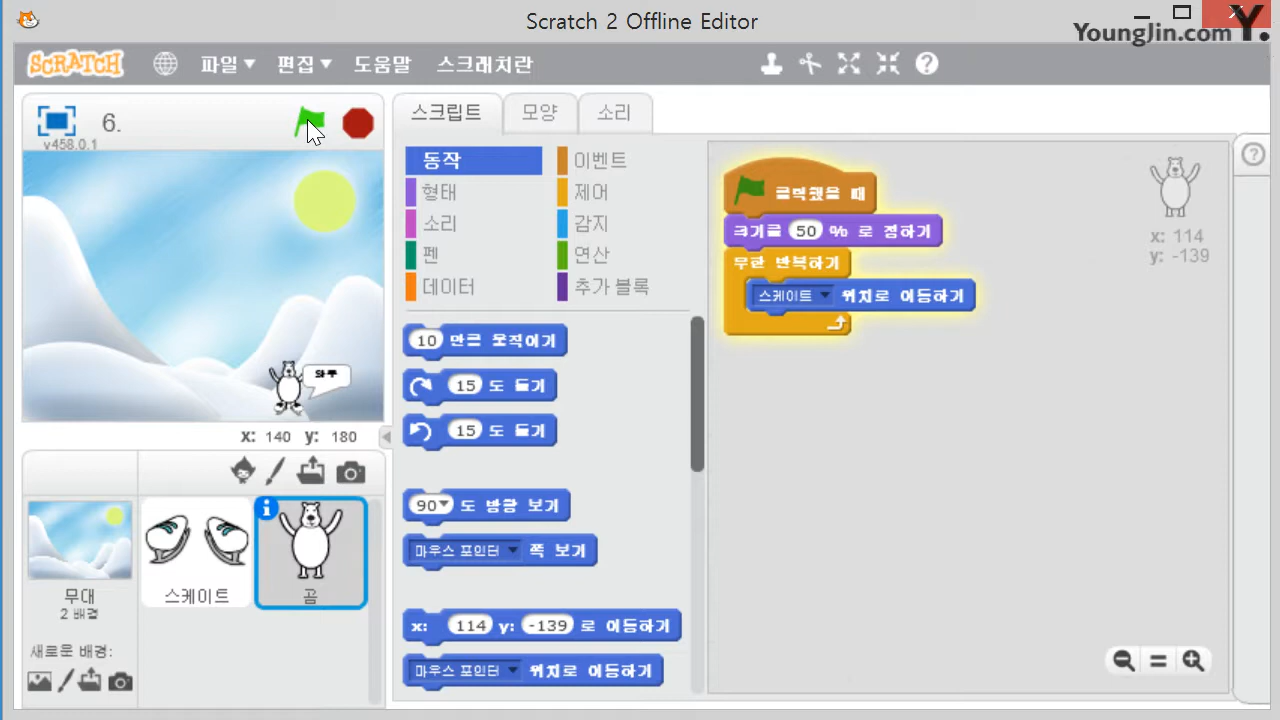 Scratch 2 Offline Editor
YoungJin.com Y.
SCRATCH 파일 편집 도움말 스크래치란
6.
v458.0.1
스크립트 모양 소리
동작 이벤트
형태 제어
소리 감지
펜 연산
데이터 추가 블록
10 만큼 움직이기
15 도 돌기
15 도 돌기
90 도 방향 보기
마우스 포인터 쪽 보기
x: 114 y: -139 로 이동하기
마우스 포인터 위치로 이동하기
클릭했을 때
크기를 50 % 로 정하기
무한 반복하기
스케이트 위치로 이동하기
x: 114
y: -139
와우
x: 140 y: 180
스케이트
곰
무대
2 배경
새로운 배경: